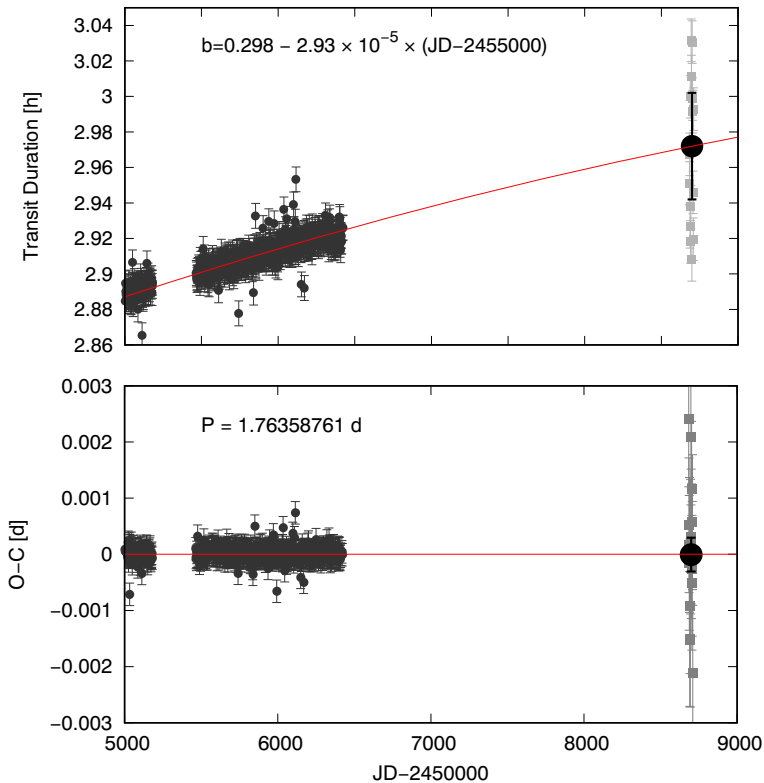 3.04
3.02
3
2.98
2.96
2.94
2.92
2.9
2.88
2.86
Transit Duration [h]
b=0.298 − 2.93 × 10⁻⁵ × (JD−2455000)
0.003
0.002
0.001
0
−0.001
−0.002
−0.003
O−C [d]
P = 1.76358761 d
5000 6000 7000 8000 9000
JD−2450000